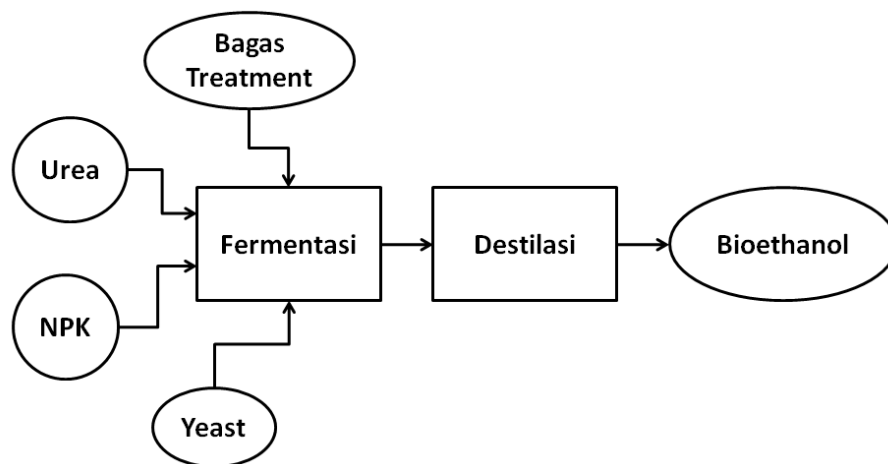 Bagas
Treatment
Urea
Fermentasi
Destilasi
Bioethanol
NPK
Yeast